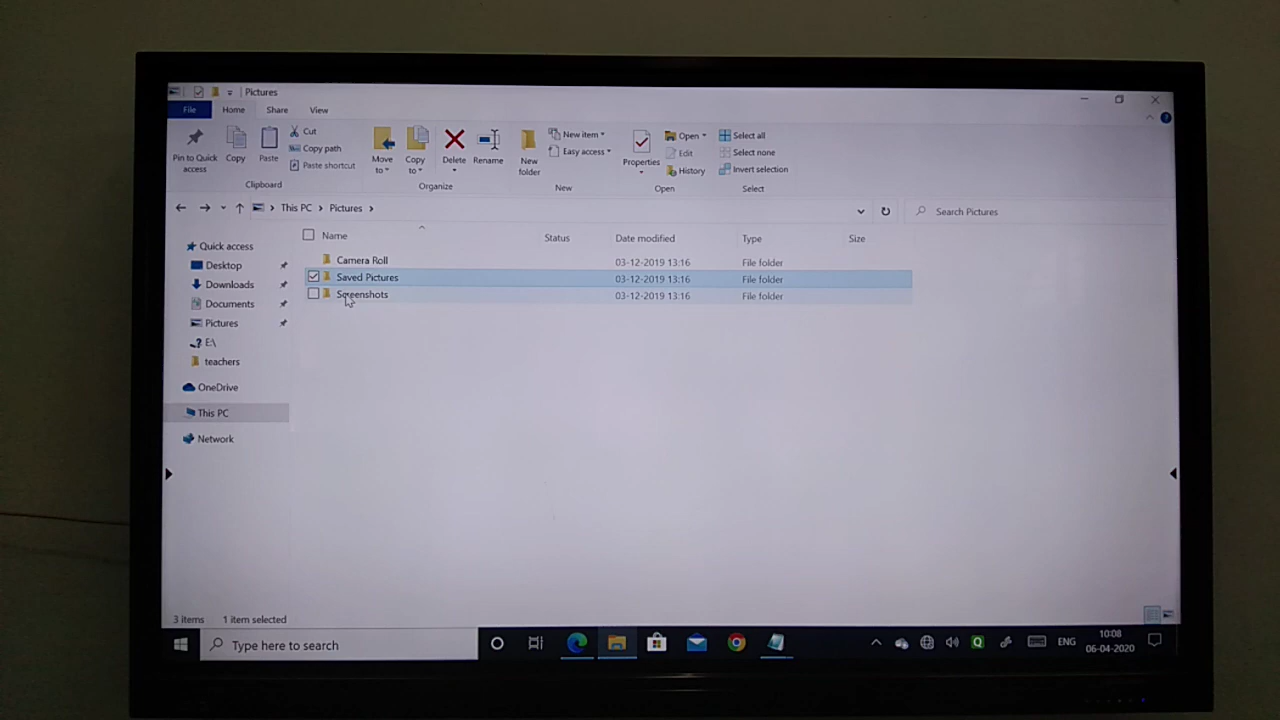 Pictures
File Home Share View
Pin to Quick access
Copy
Paste
Cut
Copy path
Paste shortcut
Clipboard
Move to
Copy to
Delete
Rename
Organize
New folder
New item
Easy access
New
Properties
Open
Edit
History
Open
Select all
Select none
Invert selection
Select
This PC > Pictures >
Search Pictures
Name Status Date modified Type Size
Camera Roll 03-12-2019 13:16 File folder
Saved Pictures 03-12-2019 13:16 File folder
Screenshots 03-12-2019 13:16 File folder
Quick access
Desktop
Downloads
Documents
Pictures
E:\
teachers
OneDrive
This PC
Network
3 items 1 item selected
Type here to search
ENG
10:08
06-04-2020